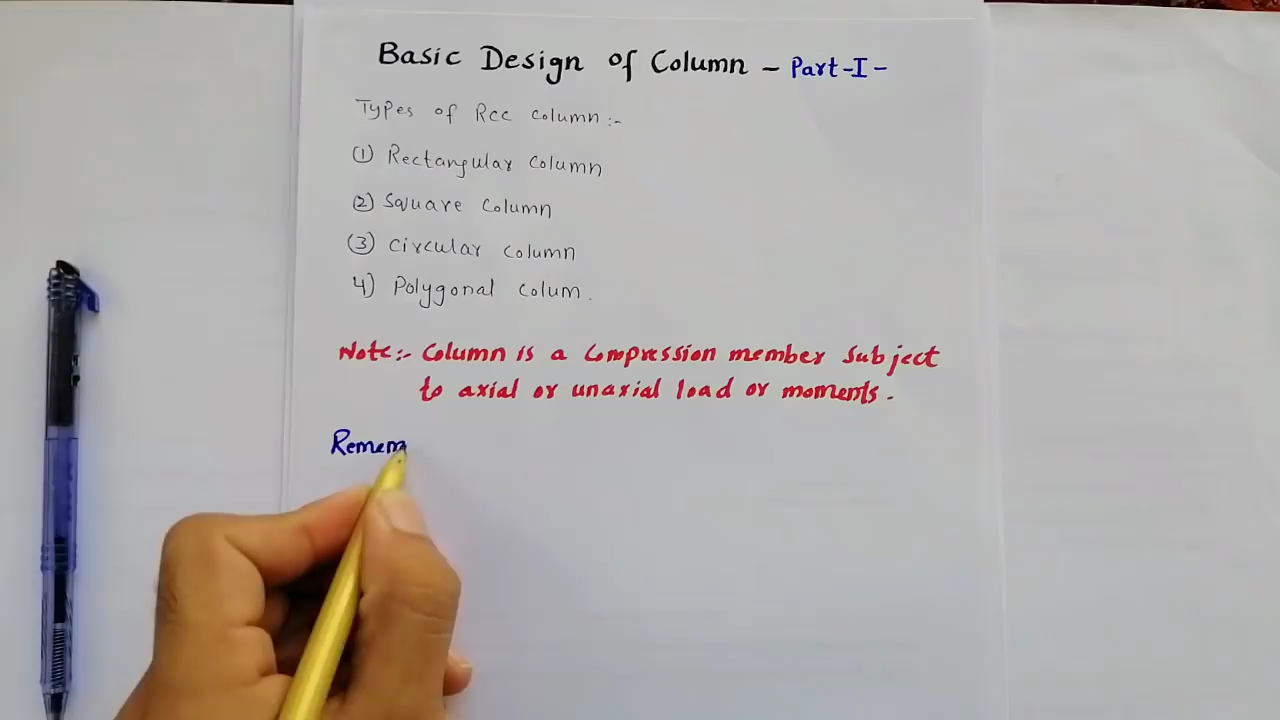 Basic Design of Column - Part-I -
Types of Rcc column :-
(1) Rectangular Column
(2) Square Column
(3) Circular Column
4) Polygonal Colum.
Note:- Column is a Compression member Subject
to axial or unaxial load or moments.
Remem